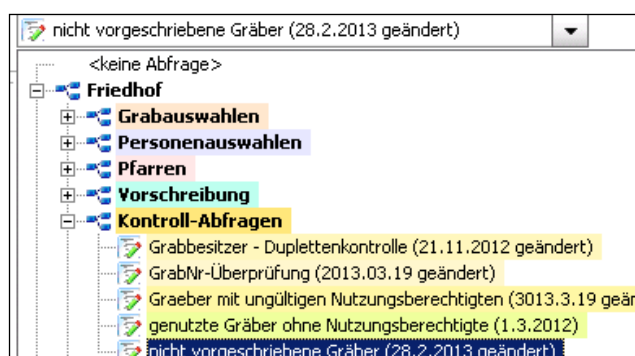 nicht vorgeschriebene Gräber (28.2.2013 geändert)
<keine Abfrage>
Friedhof
Grabauswahlen
Personenauswahlen
Pfarren
Vorschreibung
Kontroll-Abfragen
Grabbesitzer - Duplettenkontrolle (21.11.2012 geändert)
GrabNr-Überprüfung (2013.03.19 geändert)
Graeber mit ungültigen Nutzungsberechtigten (3013.3.19 geär
genutzte Gräber ohne Nutzungsberechtigte (1.3.2012)
nicht vorgeschriebene Gräber (28.2.2013 geändert)